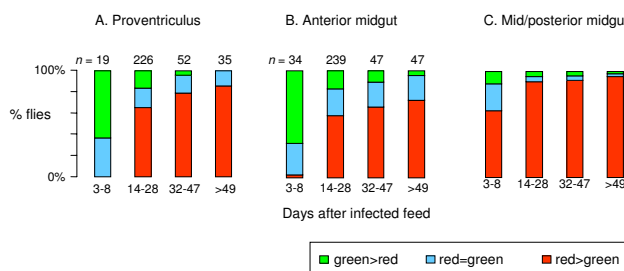 A. Proventriculus
B. Anterior midgut
C. Mid/posterior midgu
n = 19 226 52 35
n = 34 239 47 47
100%
% flies
0%
3-8 14-28 32-47 >49
3-8 14-28 32-47 >49
3-8 14-28 32-47 >49
Days after infected feed
green>red red=green red>green